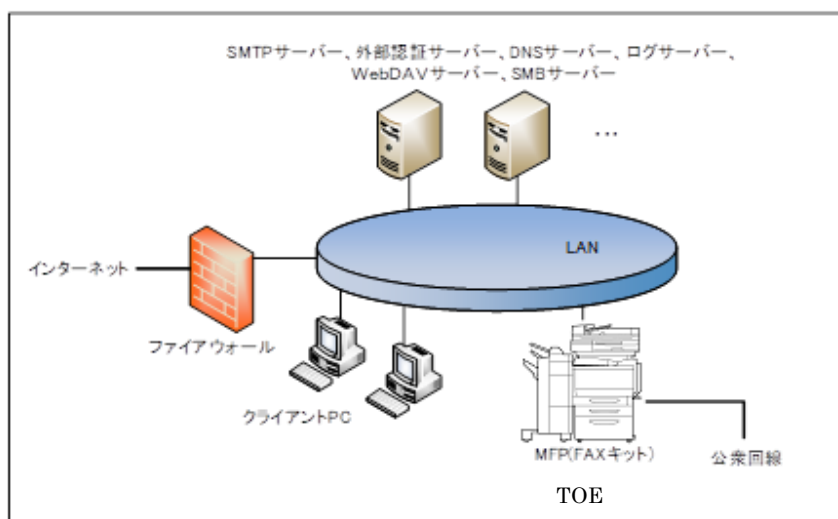 SMTPサーバー、外部認証サーバー、DNSサーバー、ログサーバー、
WebDAVサーバー、SMBサーバー
…
LAN
インターネット
ファイアウォール
クライアントPC
MFP(FAXキット)
公衆回線
TOE